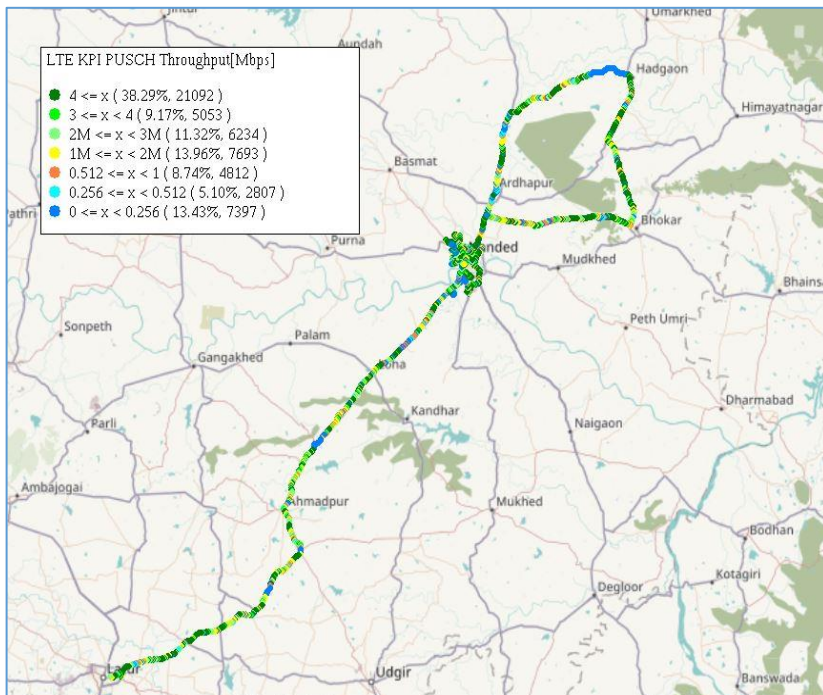 Jintur
Umarkhed
Aundah
LTE KPI PUSCH Throughput[Mbps]
4 <= x ( 38.29%, 21092 )
3 <= x < 4 ( 9.17%, 5053 )
2M <= x < 3M ( 11.32%, 6234 )
1M <= x < 2M ( 13.96%, 7693 )
0.512 <= x < 1 ( 8.74%, 4812 )
0.256 <= x < 0.512 ( 5.10%, 2807 )
0 <= x < 0.256 ( 13.43%, 7397 )
Hadgaon
Himayatnagar
Basmat
Ardhapur
Bhokar
Purna
Mudkhed
Bhainsa
Sonpeth
Palam
Peth Umri
Gangakhed
Kandhar
Dharmabad
Parli
Naigaon
Ambajogai
Ahmadpur
Mukhed
Bodhan
Degloor
Kotagiri
Udgir
Banswada